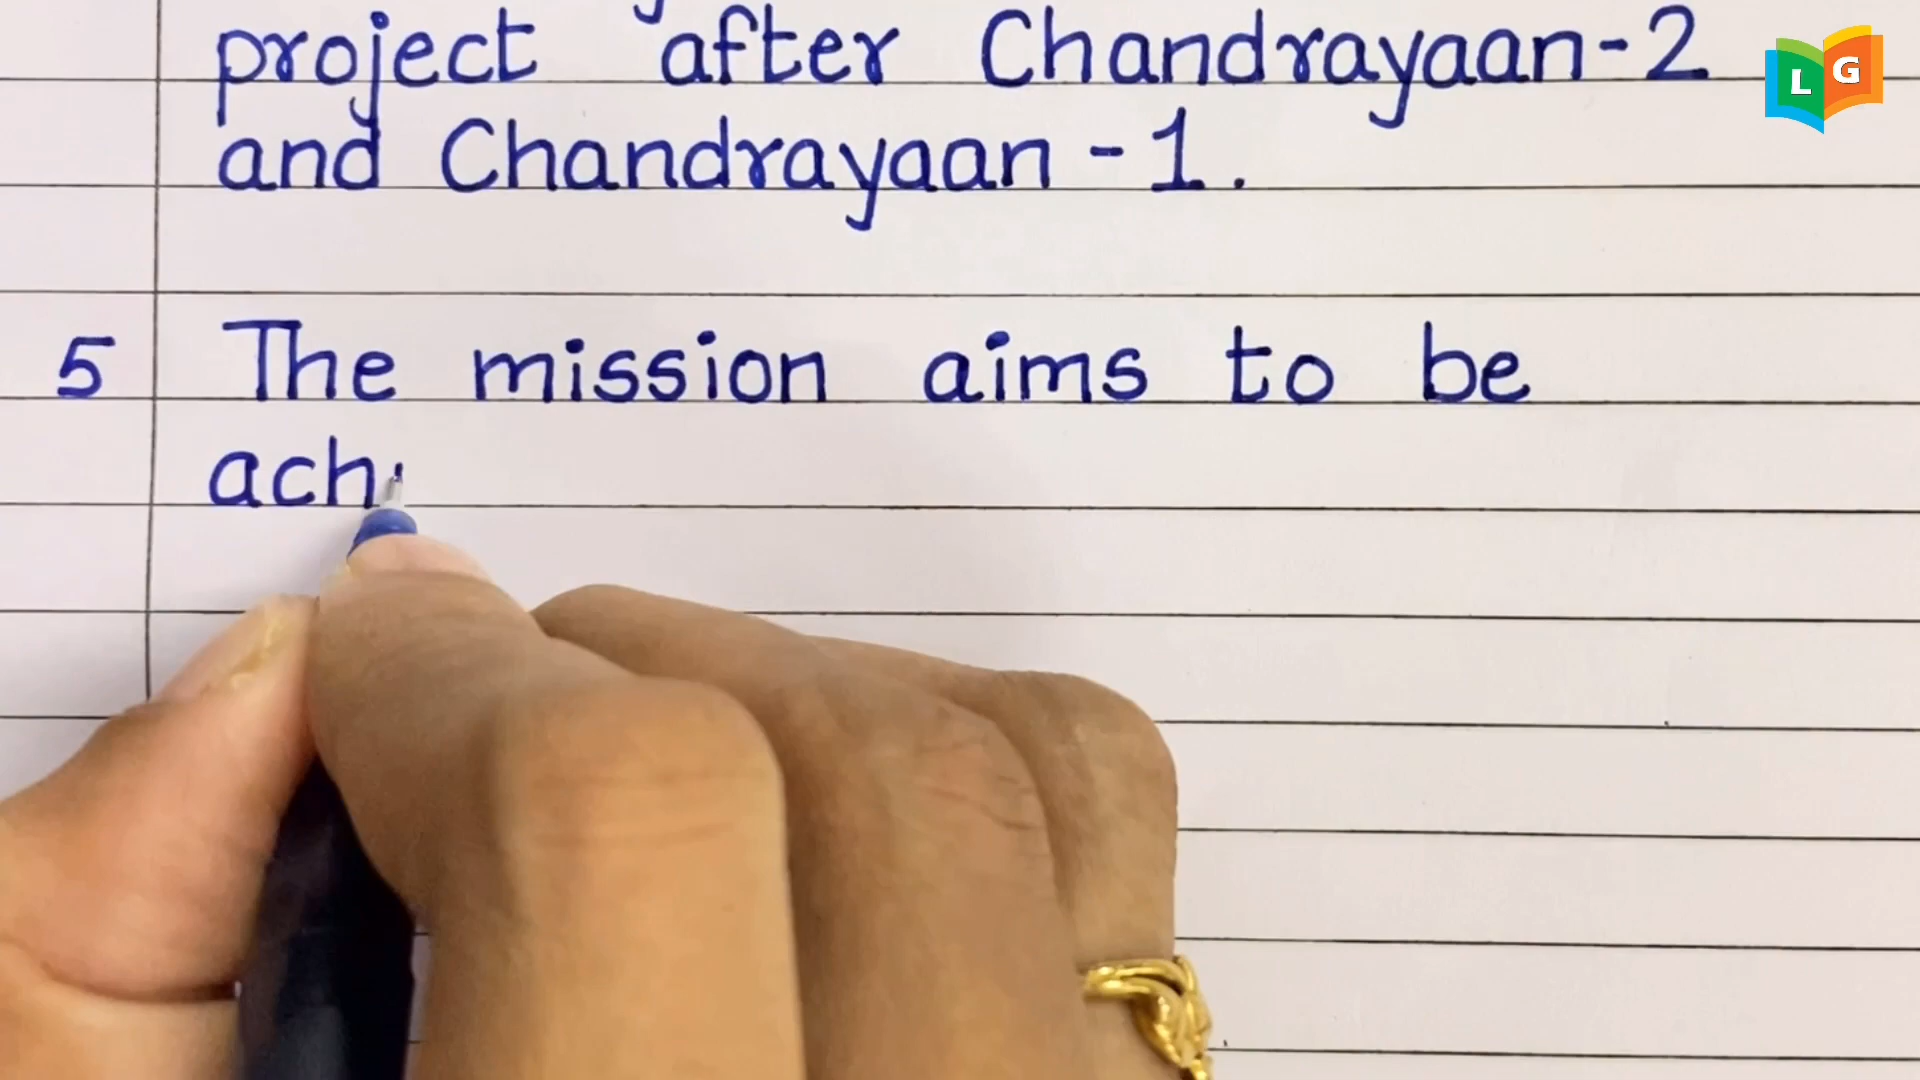 project after Chandrayaan-2
and Chandrayaan-1.
5 The mission aims to be
ach
L G